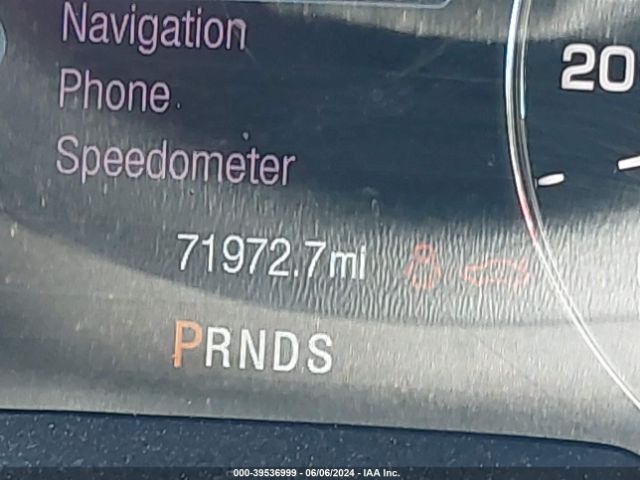 Navigation
Phone
20
Speedometer
71972.7mi
PRNDS
000-39536999 - 06/06/2024 - IAA Inc.